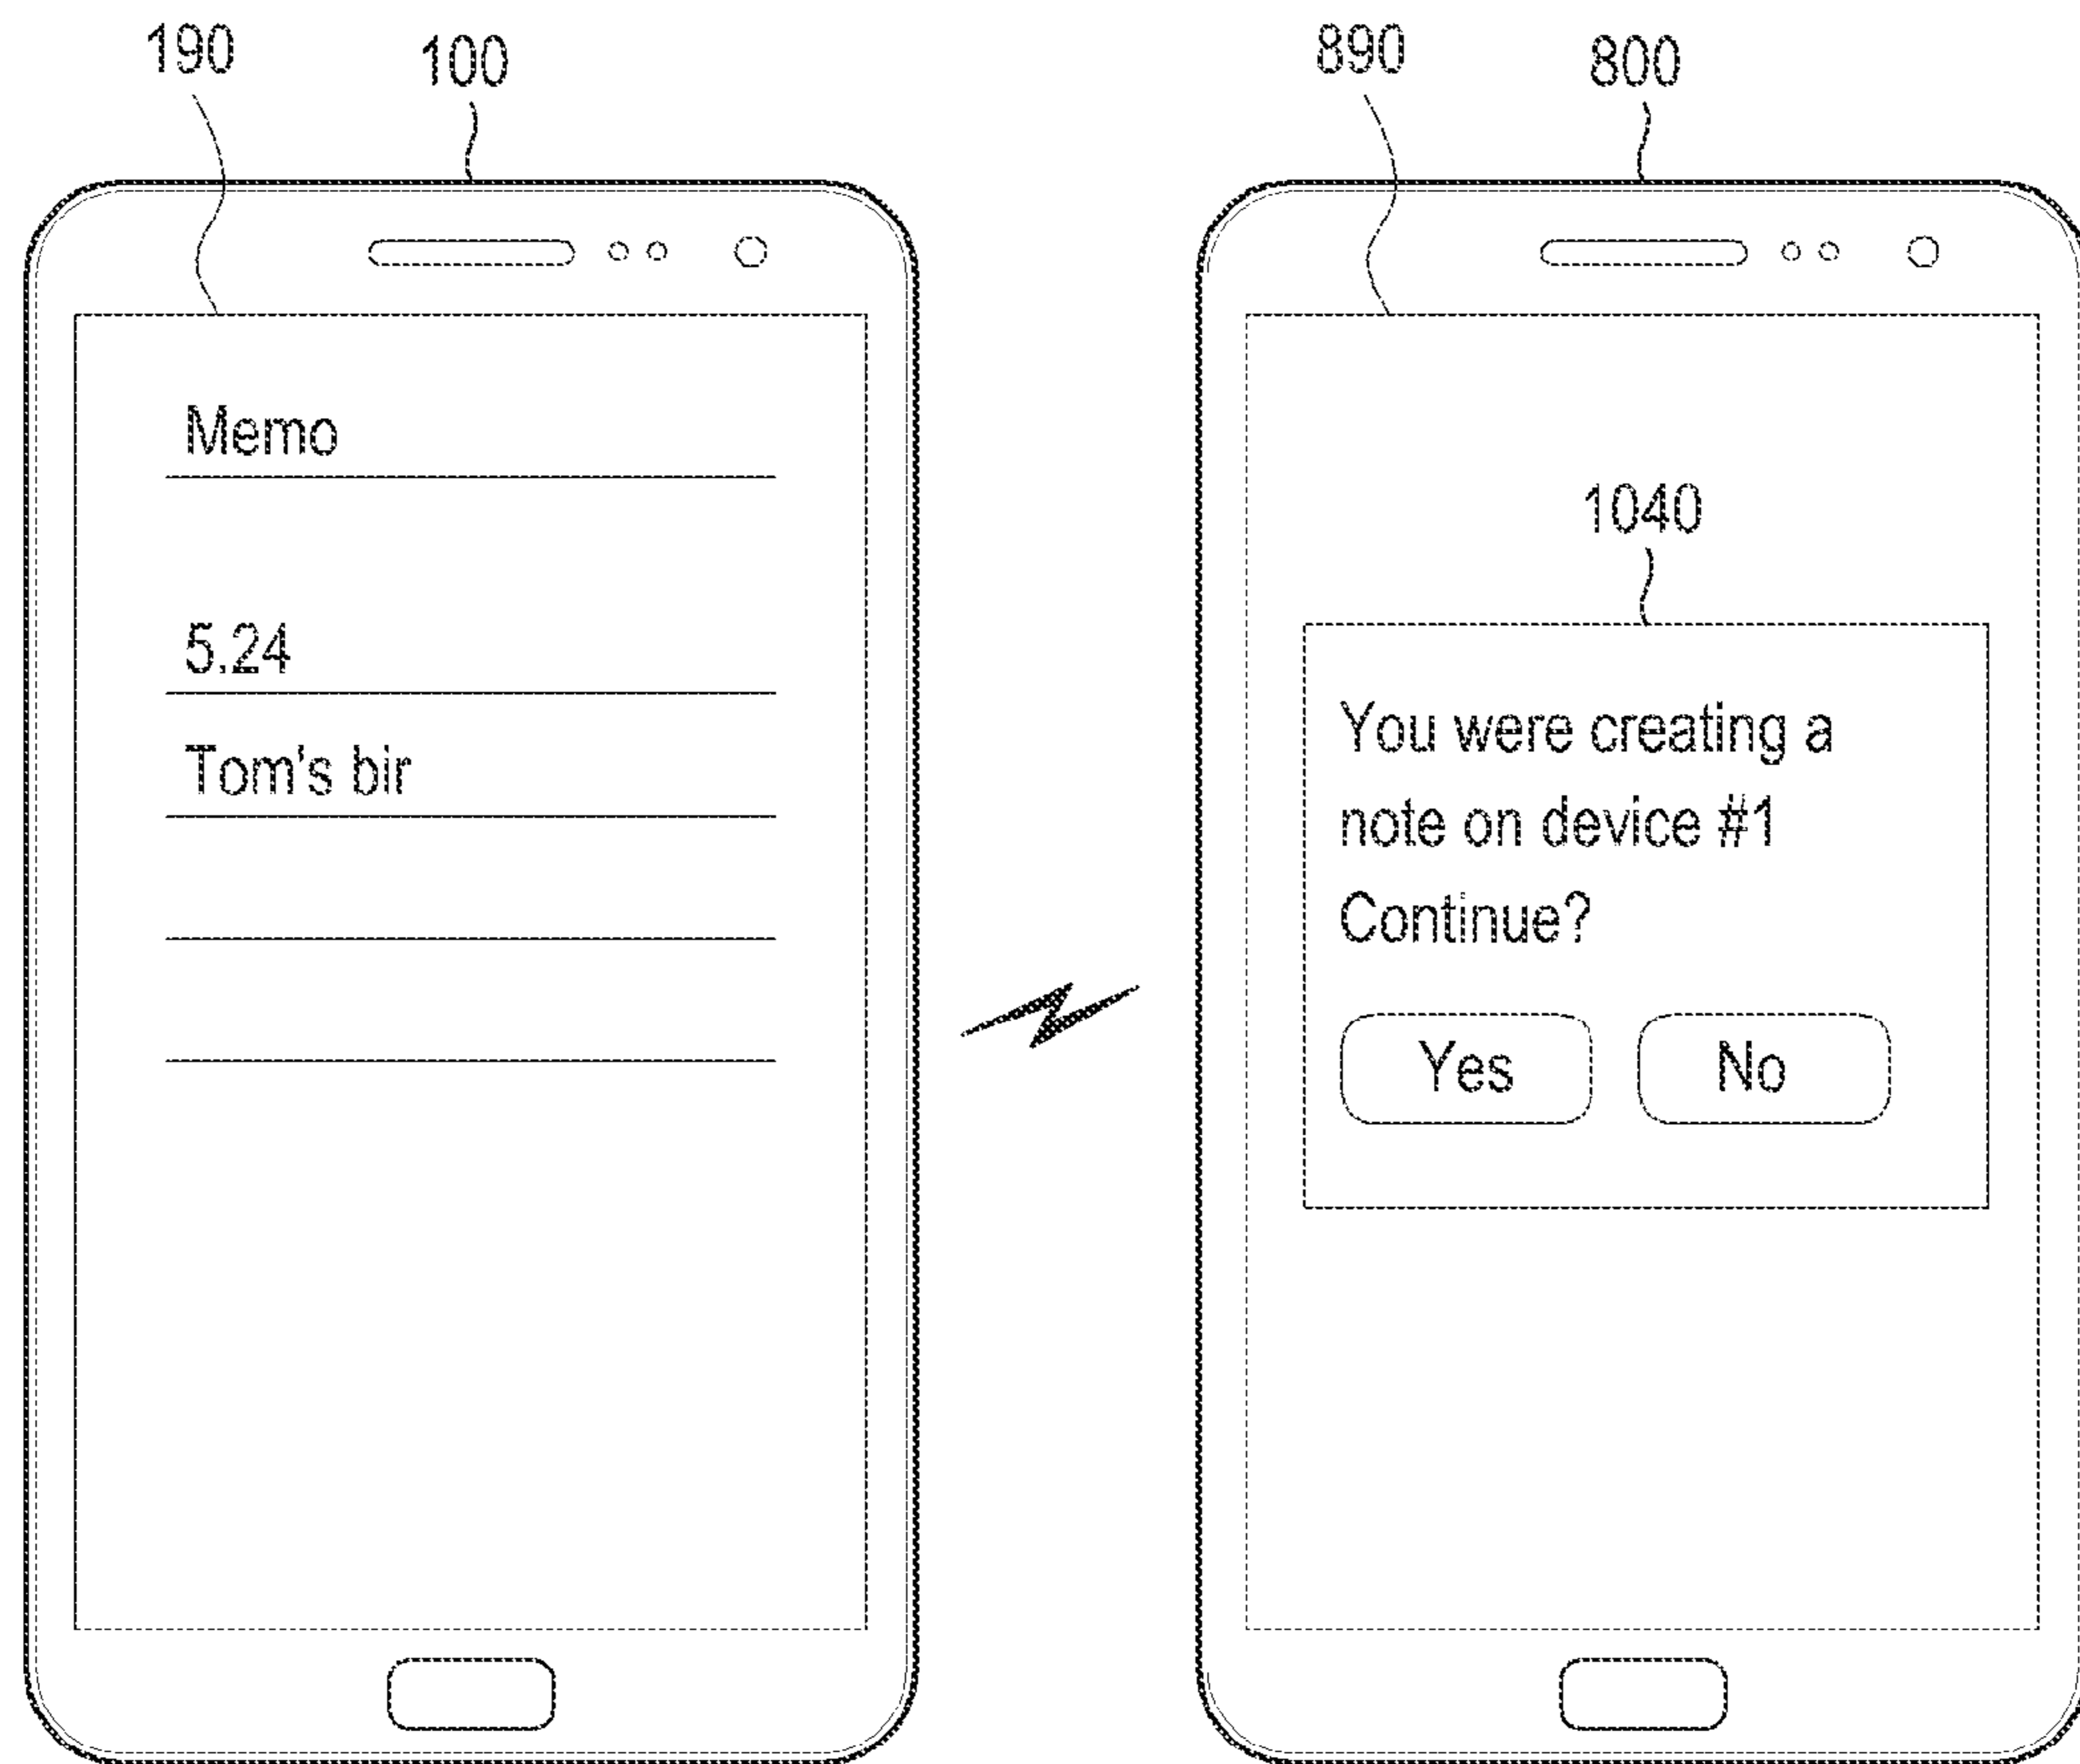 190
100
890
800
Memo
5.24
Tom's bir
1040
You were creating a
note on device #1
Continue?
Yes
No